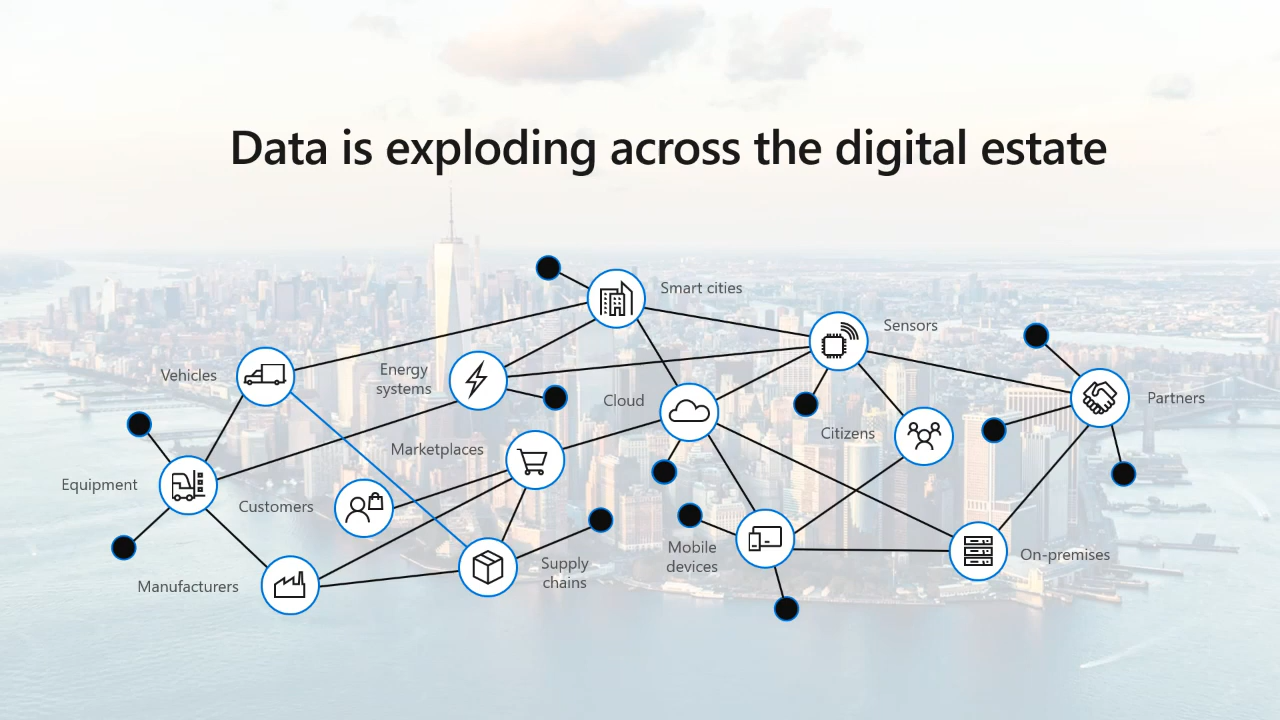 Data is exploding across the digital estate
Smart cities
Sensors
Vehicles
Energy
systems
Cloud
Partners
Marketplaces
Citizens
Equipment
Customers
Mobile
devices
On-premises
Supply
chains
Manufacturers